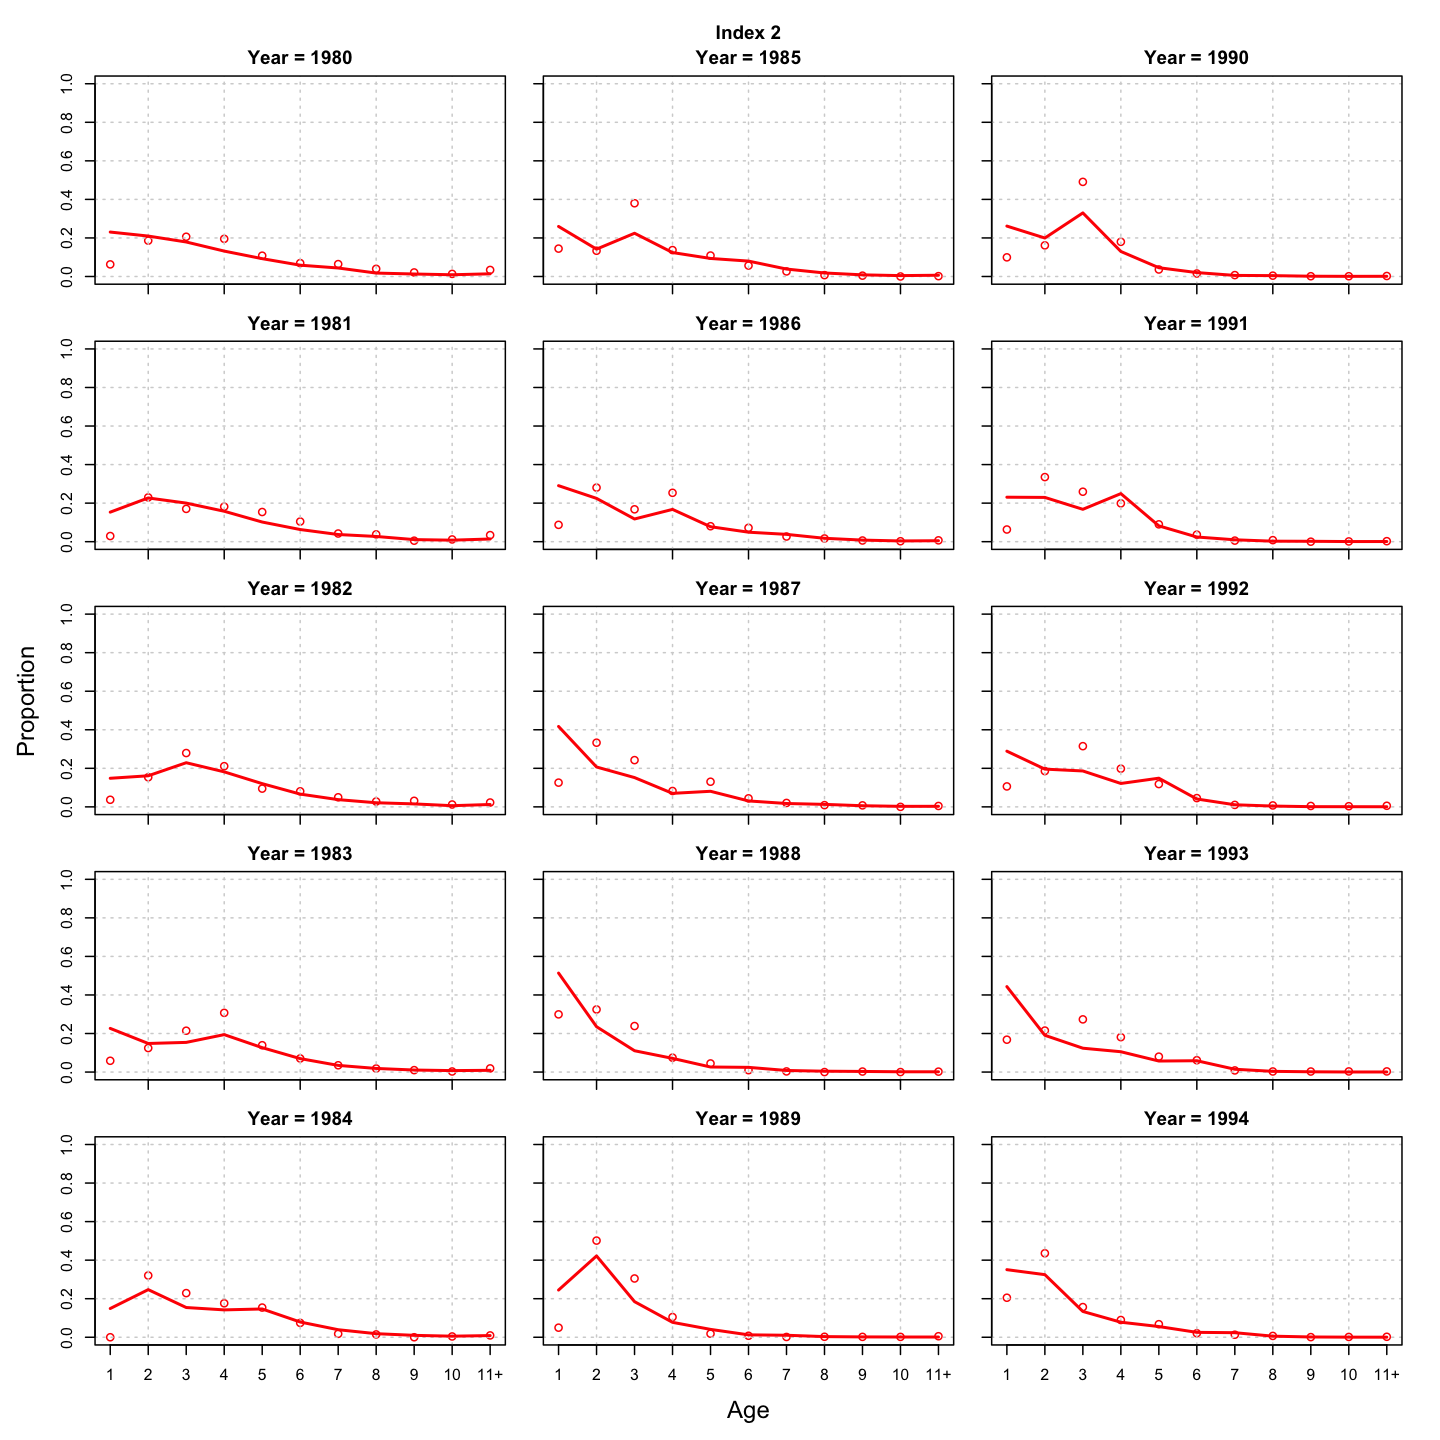 Index 2
Year = 1980 Year = 1985 Year = 1990
0.0 0.2 0.4 0.6 0.8 1.0
Year = 1981 Year = 1986 Year = 1991
0.0 0.2 0.4 0.6 0.8 1.0
Year = 1982 Year = 1987 Year = 1992
0.0 0.2 0.4 0.6 0.8 1.0
Proportion
Year = 1983 Year = 1988 Year = 1993
0.0 0.2 0.4 0.6 0.8 1.0
Year = 1984 Year = 1989 Year = 1994
0.0 0.2 0.4 0.6 0.8 1.0
1 2 3 4 5 6 7 8 9 10 11+ 1 2 3 4 5 6 7 8 9 10 11+ 1 2 3 4 5 6 7 8 9 10 11+
Age